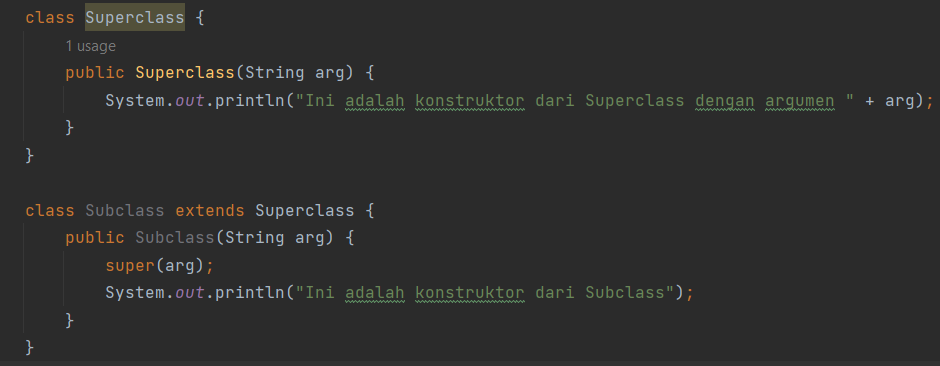 class Superclass {
1 usage
public Superclass(String arg) {
System.out.println("Ini adalah konstruktor dari Superclass dengan argumen " + arg);
}
}
class Subclass extends Superclass {
public Subclass(String arg) {
super(arg);
System.out.println("Ini adalah konstruktor dari Subclass");
}
}